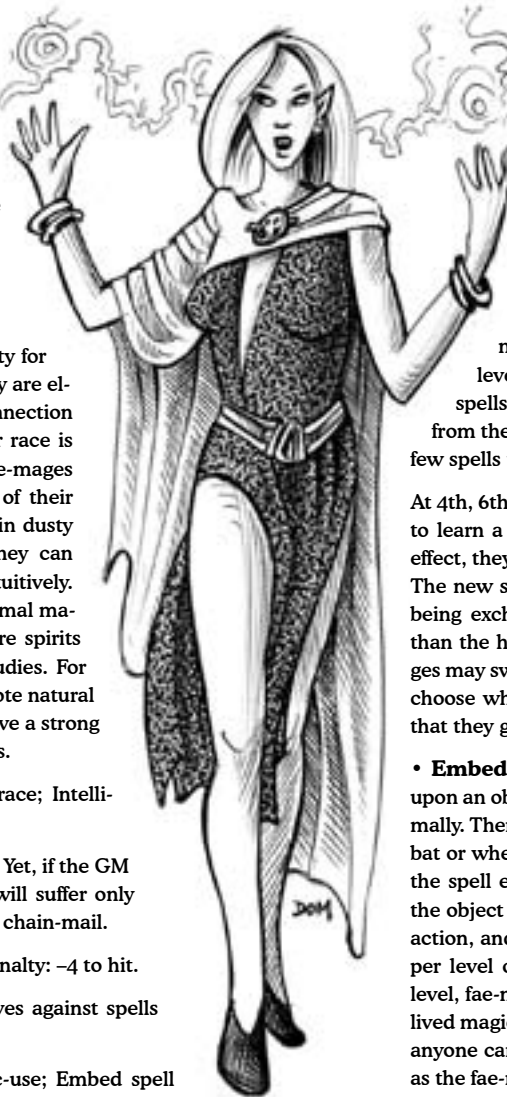 ty for
y are el-
nnection
r race is
e-mages
of their
in dusty
hey can
tuitively.
mal ma-
re spirits
udies. For
ote natural
ve a strong
s.
race; Intelli-
Yet, if the GM
will suffer only
chain-mail.
nalty: –4 to hit.
ves against spells
c-use; Embed spell
DOM
n
leve
spells
from the
few spells
At 4th, 6th
to learn a
effect, they
The new s
being exch
than the h
ges may sw
choose wh
that they g
• Embed
upon an ob
mally. Ther
bat or whe
the spell e
the object
action, and
per level o
level, fae-m
lived magic
anyone can
as the fae-m